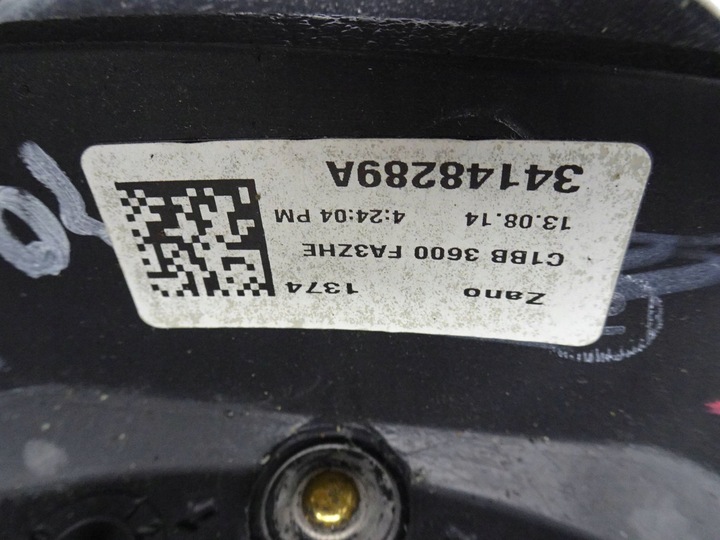 Zano 1374
C1BB 3600 FA3ZHE
13.08.14 4:24:04 PM
34148289A